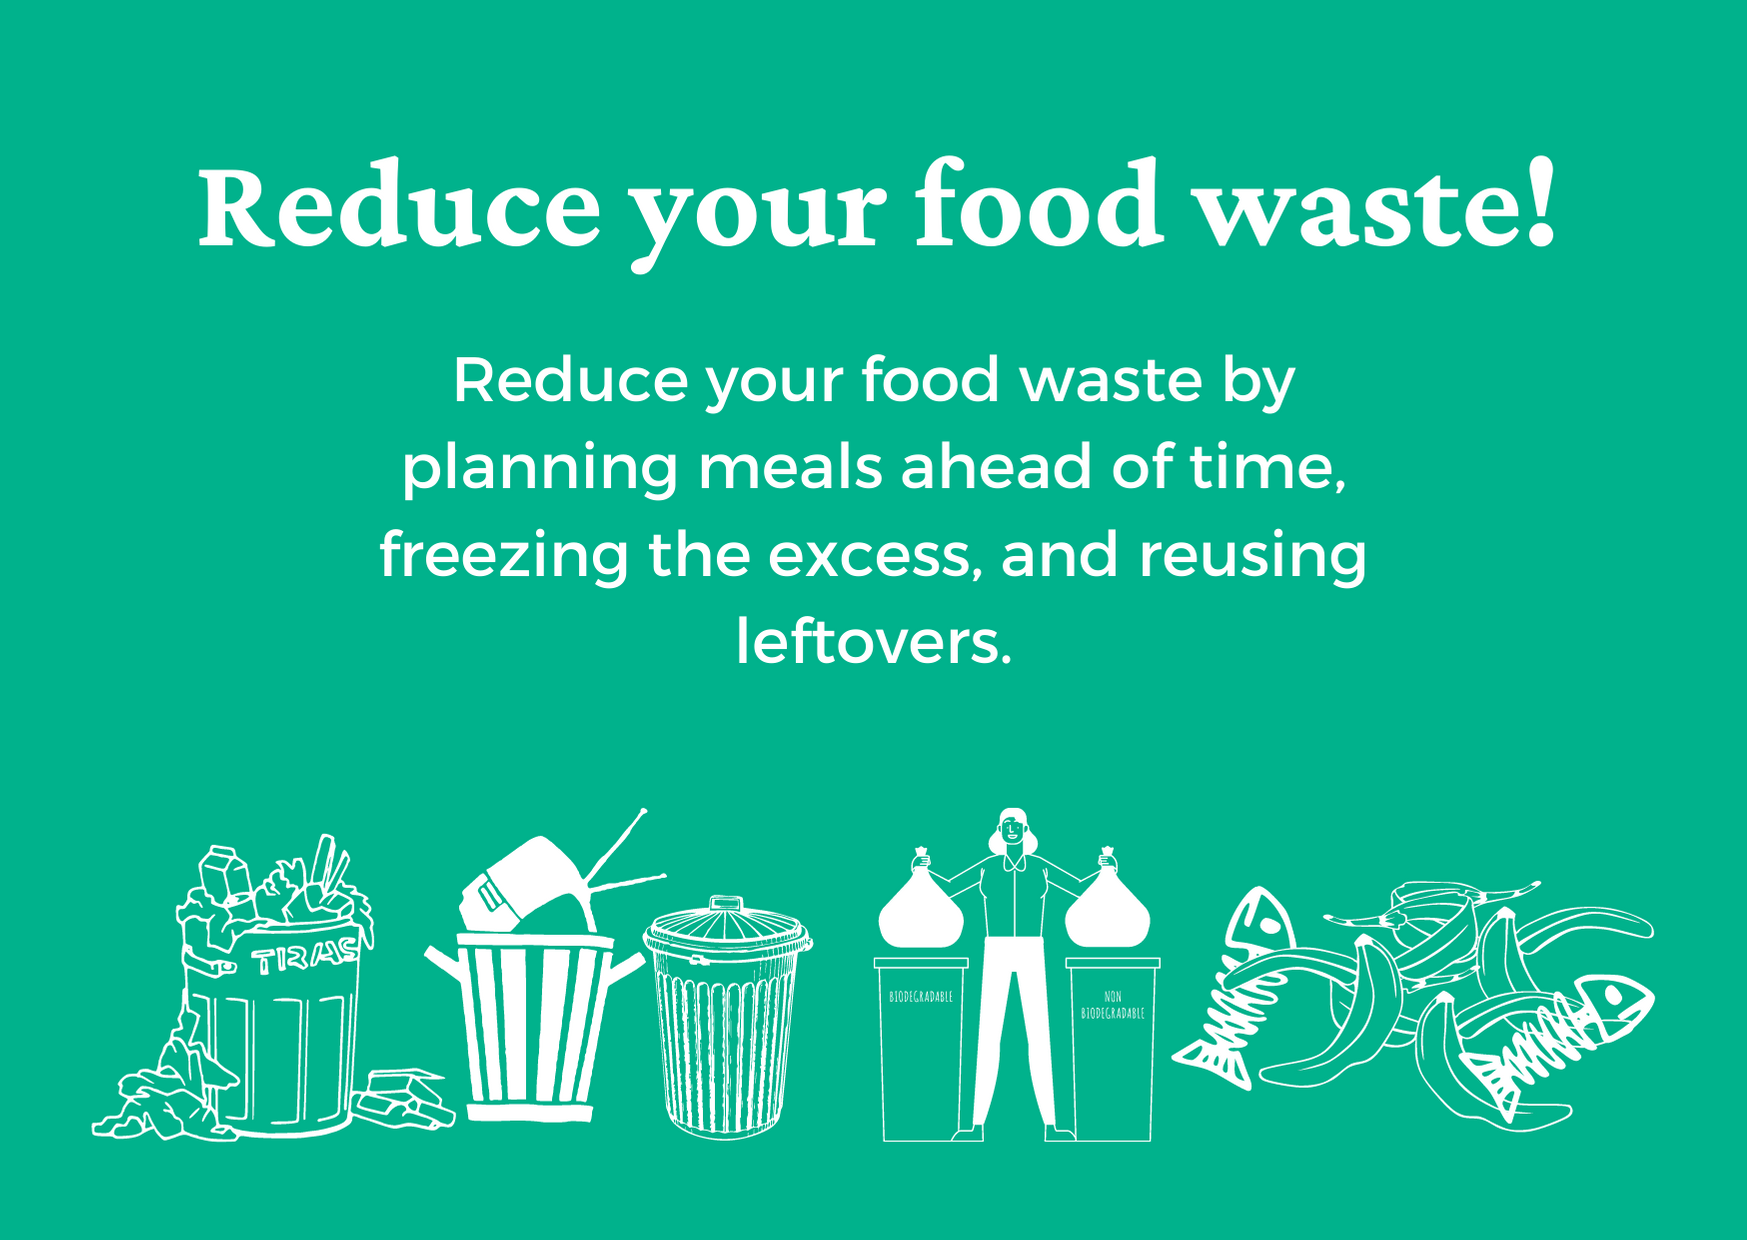 Reduce your food waste!
Reduce your food waste by
planning meals ahead of time,
freezing the excess, and reusing
leftovers.
TRAS
BIODEGRADABLE
NON
BIODEGRADABLE